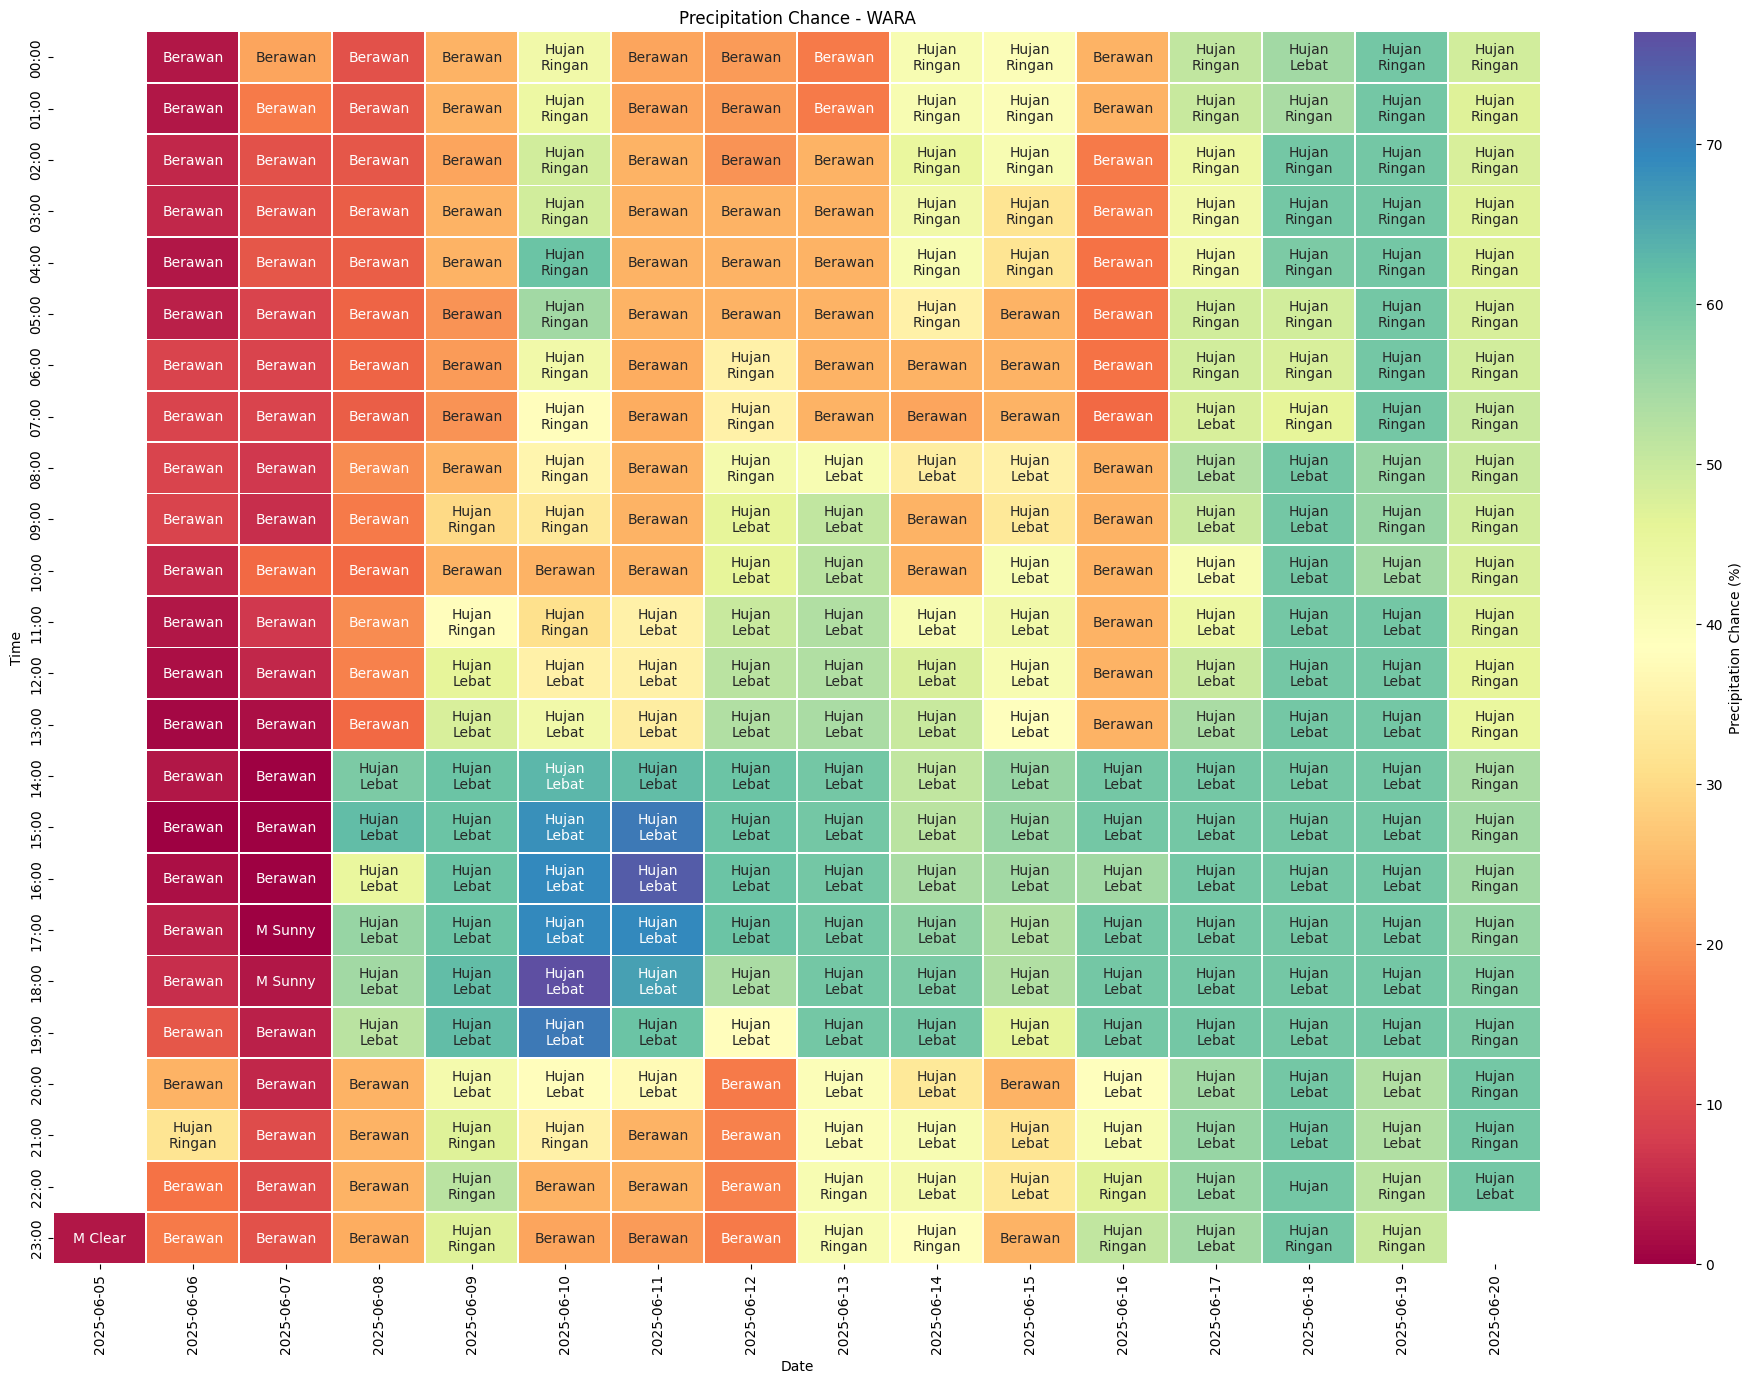 Precipitation Chance - WARA
00:00 Berawan Berawan Berawan Berawan Hujan Ringan Berawan Berawan Berawan Hujan Ringan Hujan Ringan Berawan Hujan Ringan Hujan Lebat Hujan Ringan Hujan Ringan
01:00 Berawan Berawan Berawan Berawan Hujan Ringan Berawan Berawan Berawan Hujan Ringan Hujan Ringan Berawan Hujan Ringan Hujan Ringan Hujan Ringan Hujan Ringan
02:00 Berawan Berawan Berawan Berawan Hujan Ringan Berawan Berawan Berawan Hujan Ringan Hujan Ringan Berawan Hujan Ringan Hujan Ringan Hujan Ringan Hujan Ringan
03:00 Berawan Berawan Berawan Berawan Hujan Ringan Berawan Berawan Berawan Hujan Ringan Hujan Ringan Berawan Hujan Ringan Hujan Ringan Hujan Ringan Hujan Ringan
04:00 Berawan Berawan Berawan Berawan Hujan Ringan Berawan Berawan Berawan Hujan Ringan Hujan Ringan Berawan Hujan Ringan Hujan Ringan Hujan Ringan Hujan Ringan
05:00 Berawan Berawan Berawan Berawan Hujan Ringan Berawan Berawan Berawan Hujan Ringan Berawan Berawan Hujan Ringan Hujan Ringan Hujan Ringan Hujan Ringan
06:00 Berawan Berawan Berawan Berawan Hujan Ringan Berawan Hujan Ringan Berawan Berawan Berawan Berawan Hujan Ringan Hujan Ringan Hujan Ringan Hujan Ringan
07:00 Berawan Berawan Berawan Berawan Hujan Ringan Berawan Hujan Ringan Berawan Berawan Berawan Berawan Hujan Lebat Hujan Ringan Hujan Ringan Hujan Ringan
08:00 Berawan Berawan Berawan Berawan Hujan Ringan Berawan Hujan Ringan Hujan Lebat Hujan Lebat Hujan Lebat Berawan Hujan Lebat Hujan Lebat Hujan Ringan Hujan Ringan
09:00 Berawan Berawan Berawan Hujan Ringan Hujan Ringan Berawan Hujan Lebat Hujan Lebat Berawan Hujan Lebat Berawan Hujan Lebat Hujan Lebat Hujan Ringan Hujan Ringan
10:00 Berawan Berawan Berawan Berawan Berawan Berawan Hujan Lebat Hujan Lebat Berawan Hujan Lebat Berawan Hujan Lebat Hujan Lebat Hujan Lebat Hujan Ringan
11:00 Berawan Berawan Berawan Hujan Ringan Hujan Ringan Hujan Lebat Hujan Lebat Hujan Lebat Hujan Lebat Hujan Lebat Berawan Hujan Lebat Hujan Lebat Hujan Lebat Hujan Ringan
12:00 Berawan Berawan Berawan Hujan Lebat Hujan Lebat Hujan Lebat Hujan Lebat Hujan Lebat Hujan Lebat Hujan Lebat Berawan Hujan Lebat Hujan Lebat Hujan Lebat Hujan Ringan
13:00 Berawan Berawan Berawan Hujan Lebat Hujan Lebat Hujan Lebat Hujan Lebat Hujan Lebat Hujan Lebat Hujan Lebat Berawan Hujan Lebat Hujan Lebat Hujan Lebat Hujan Ringan
14:00 Berawan Berawan Hujan Lebat Hujan Lebat Hujan Lebat Hujan Lebat Hujan Lebat Hujan Lebat Hujan Lebat Hujan Lebat Hujan Lebat Hujan Lebat Hujan Lebat Hujan Lebat Hujan Ringan
15:00 Berawan Berawan Hujan Lebat Hujan Lebat Hujan Lebat Hujan Lebat Hujan Lebat Hujan Lebat Hujan Lebat Hujan Lebat Hujan Lebat Hujan Lebat Hujan Lebat Hujan Lebat Hujan Ringan
16:00 Berawan Berawan Hujan Lebat Hujan Lebat Hujan Lebat Hujan Lebat Hujan Lebat Hujan Lebat Hujan Lebat Hujan Lebat Hujan Lebat Hujan Lebat Hujan Lebat Hujan Lebat Hujan Ringan
17:00 Berawan M Sunny Hujan Lebat Hujan Lebat Hujan Lebat Hujan Lebat Hujan Lebat Hujan Lebat Hujan Lebat Hujan Lebat Hujan Lebat Hujan Lebat Hujan Lebat Hujan Lebat Hujan Ringan
18:00 Berawan M Sunny Hujan Lebat Hujan Lebat Hujan Lebat Hujan Lebat Hujan Lebat Hujan Lebat Hujan Lebat Hujan Lebat Hujan Lebat Hujan Lebat Hujan Lebat Hujan Lebat Hujan Ringan
19:00 Berawan Berawan Hujan Lebat Hujan Lebat Hujan Lebat Hujan Lebat Hujan Lebat Hujan Lebat Hujan Lebat Hujan Lebat Hujan Lebat Hujan Lebat Hujan Lebat Hujan Lebat Hujan Ringan
20:00 Berawan Berawan Berawan Hujan Lebat Hujan Lebat Hujan Lebat Berawan Hujan Lebat Hujan Lebat Berawan Hujan Lebat Hujan Lebat Hujan Lebat Hujan Lebat Hujan Ringan
21:00 Hujan Ringan Berawan Berawan Hujan Ringan Hujan Ringan Berawan Berawan Hujan Lebat Hujan Lebat Hujan Lebat Hujan Lebat Hujan Lebat Hujan Lebat Hujan Lebat Hujan Ringan
22:00 Berawan Berawan Berawan Hujan Ringan Berawan Berawan Berawan Hujan Ringan Hujan Lebat Hujan Lebat Hujan Ringan Hujan Lebat Hujan Hujan Ringan Hujan Lebat
23:00 M Clear Berawan Berawan Berawan Hujan Ringan Berawan Berawan Berawan Hujan Ringan Hujan Ringan Berawan Hujan Ringan Hujan Lebat Hujan Ringan Hujan Ringan
Time
2025-06-05 2025-06-06 2025-06-07 2025-06-08 2025-06-09 2025-06-10 2025-06-11 2025-06-12 2025-06-13 2025-06-14 2025-06-15 2025-06-16 2025-06-17 2025-06-18 2025-06-19 2025-06-20
Date
70
60
50
40
30
20
10
0
Precipitation Chance (%)